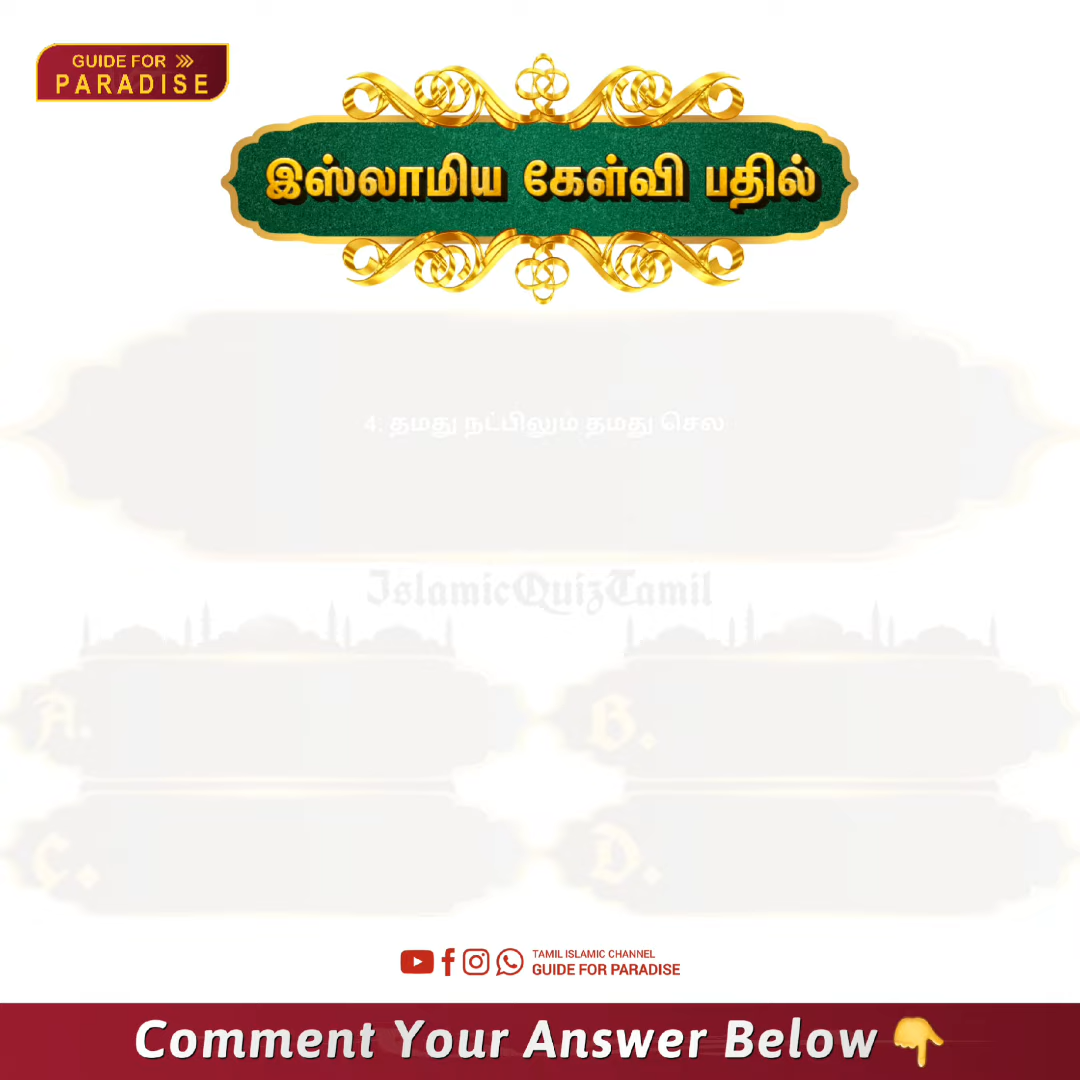 GUIDE FOR
PARADISE
இஸ்லாமிய கேள்வி பதில்
4. தமது நட்பிலும் தமது செல
IslamicQuizTamil
A.
B.
C.
D.
TAMIL ISLAMIC CHANNEL
GUIDE FOR PARADISE
Comment Your Answer Below